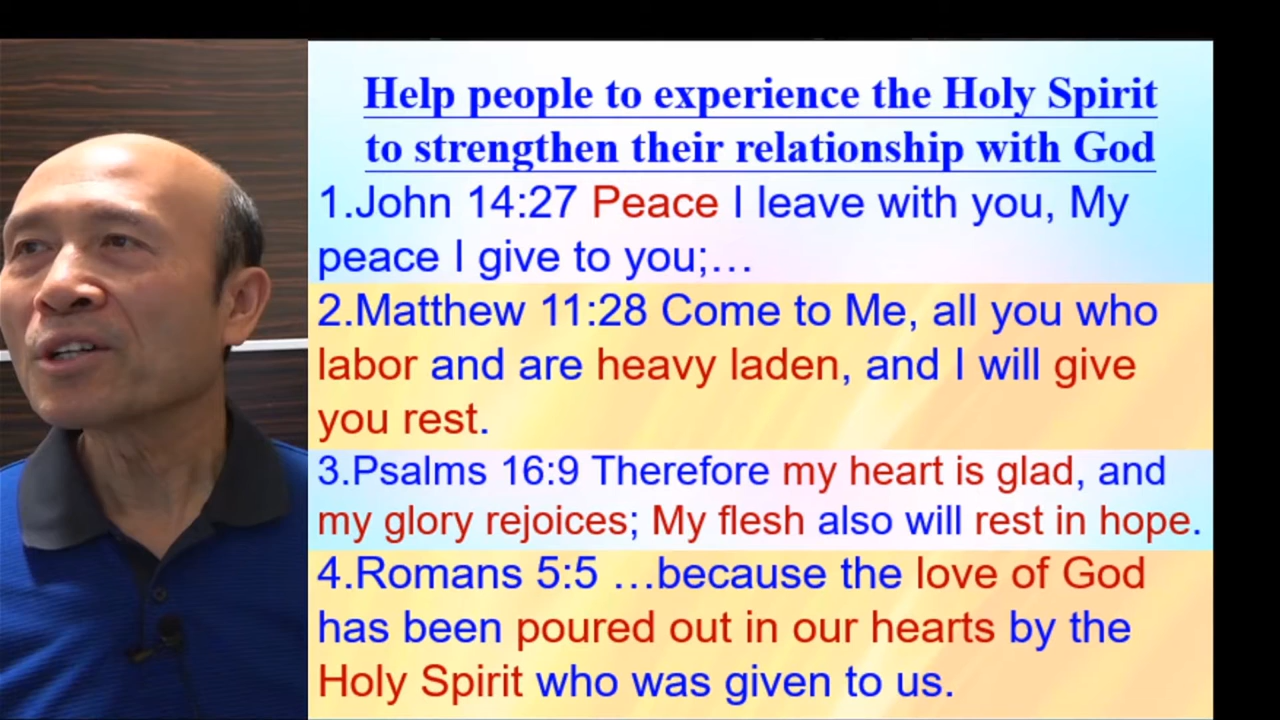 Help people to experience the Holy Spirit
to strengthen their relationship with God
1.John 14:27 Peace I leave with you, My
peace I give to you;…
2.Matthew 11:28 Come to Me, all you who
labor and are heavy laden, and I will give
you rest.
3.Psalms 16:9 Therefore my heart is glad, and
my glory rejoices; My flesh also will rest in hope.
4.Romans 5:5 …because the love of God
has been poured out in our hearts by the
Holy Spirit who was given to us.